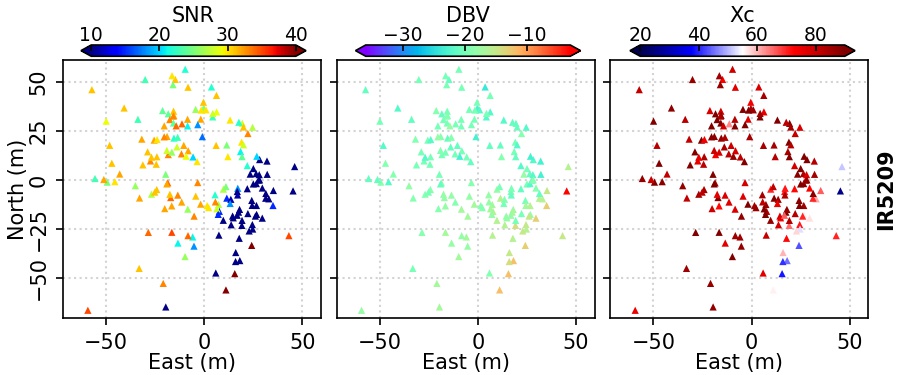 SNR DBV Xc
10 20 30 40 −30 −20 −10 20 40 60 80
50
25
0
−25
−50
North (m)
−50 0 50 −50 0 50 −50 0 50
East (m) East (m) East (m)
IR5209